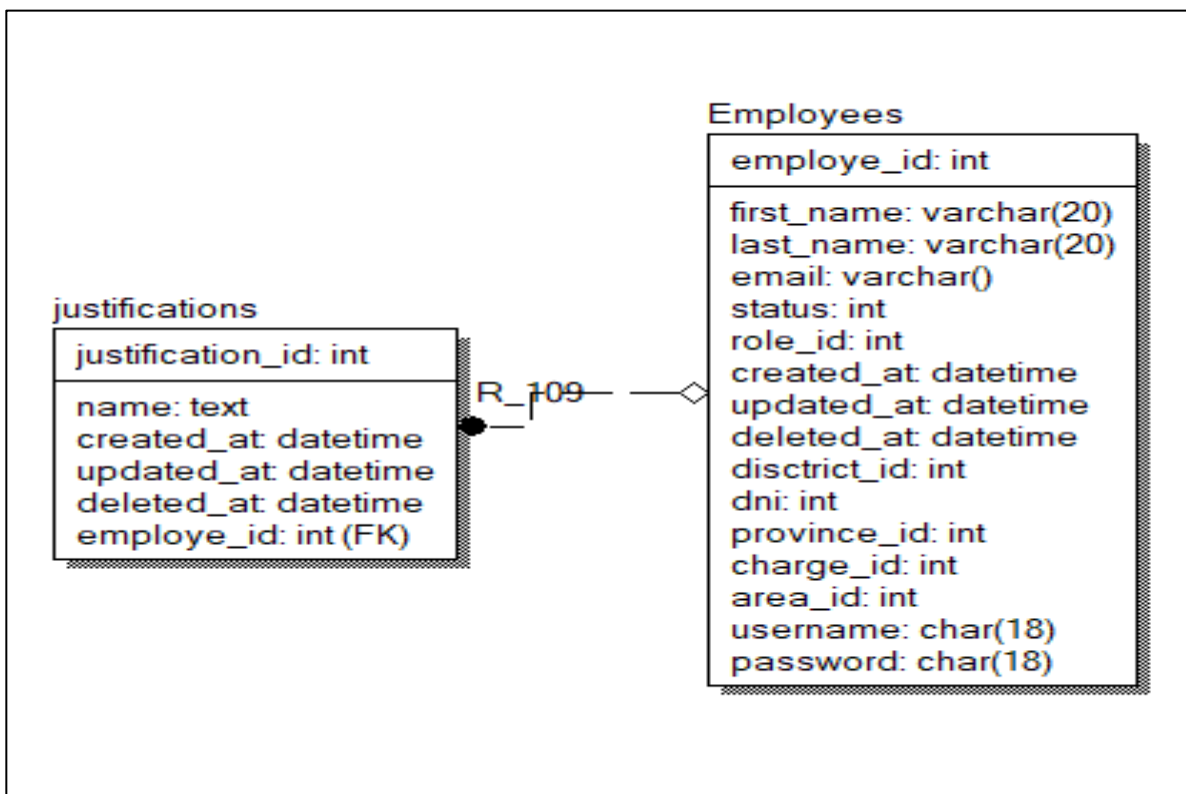 Employees
employe_id: int
first_name: varchar(20)
last_name: varchar(20)
email: varchar()
status: int
role_id: int
created_at: datetime
updated_at: datetime
deleted_at: datetime
disctrict_id: int
dni: int
province_id: int
charge_id: int
area_id: int
username: char(18)
password: char(18)
justifications
justification_id: int
name: text
created_at: datetime
updated_at: datetime
deleted_at: datetime
employe_id: int (FK)
R_109